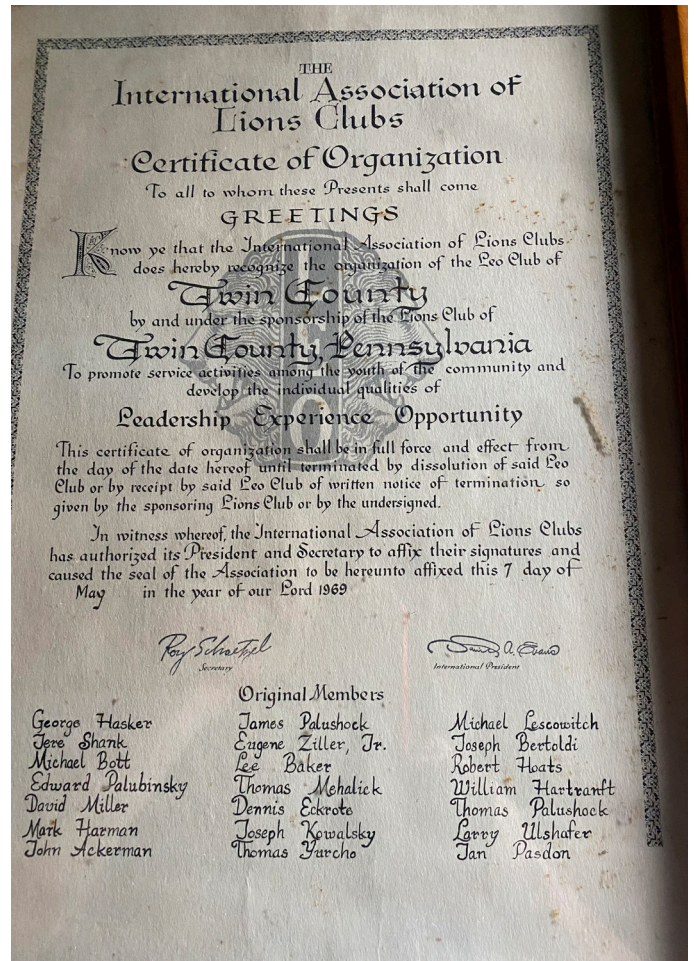 THE
International Association of
Lions Clubs
Certificate of Organization
To all to whom these Presents shall come
GREETINGS
Know ye that the International Association of Lions Clubs
does hereby recognize the organization of the Leo Club of
Twin County
by and under the sponsorship of the Lions Club of
Twin County, Pennsylvania
To promote service activities among the youth of the community and
develop the individual qualities of
Leadership Experience Opportunity
This certificate of organization shall be in full force and effect from
the day of the date hereof until terminated by dissolution of said Leo
Club or by receipt by said Leo Club of written notice of termination so
given by the sponsoring Lions Club or by the undersigned.
In witness whereof, the International Association of Lions Clubs
has authorized its President and Secretary to affix their signatures and
caused the seal of the Association to be hereunto affixed this 7 day of
May in the year of our Lord 1969
Roy Schaetzel
Secretary
David A. Evans
International President
Original Members
George Hasker James Palushock Michael Lescowitch
Jere Shank Eugene Ziller, Jr. Joseph Bertoldi
Michael Bott Lee Baker Robert Hoats
Edward Palubinsky Thomas Mehalick William Hartranft
David Miller Dennis Eckrote Thomas Palushock
Mark Harman Joseph Kowalsky Larry Ulshafer
John Ackerman Thomas Yurcho Jan Pasdon